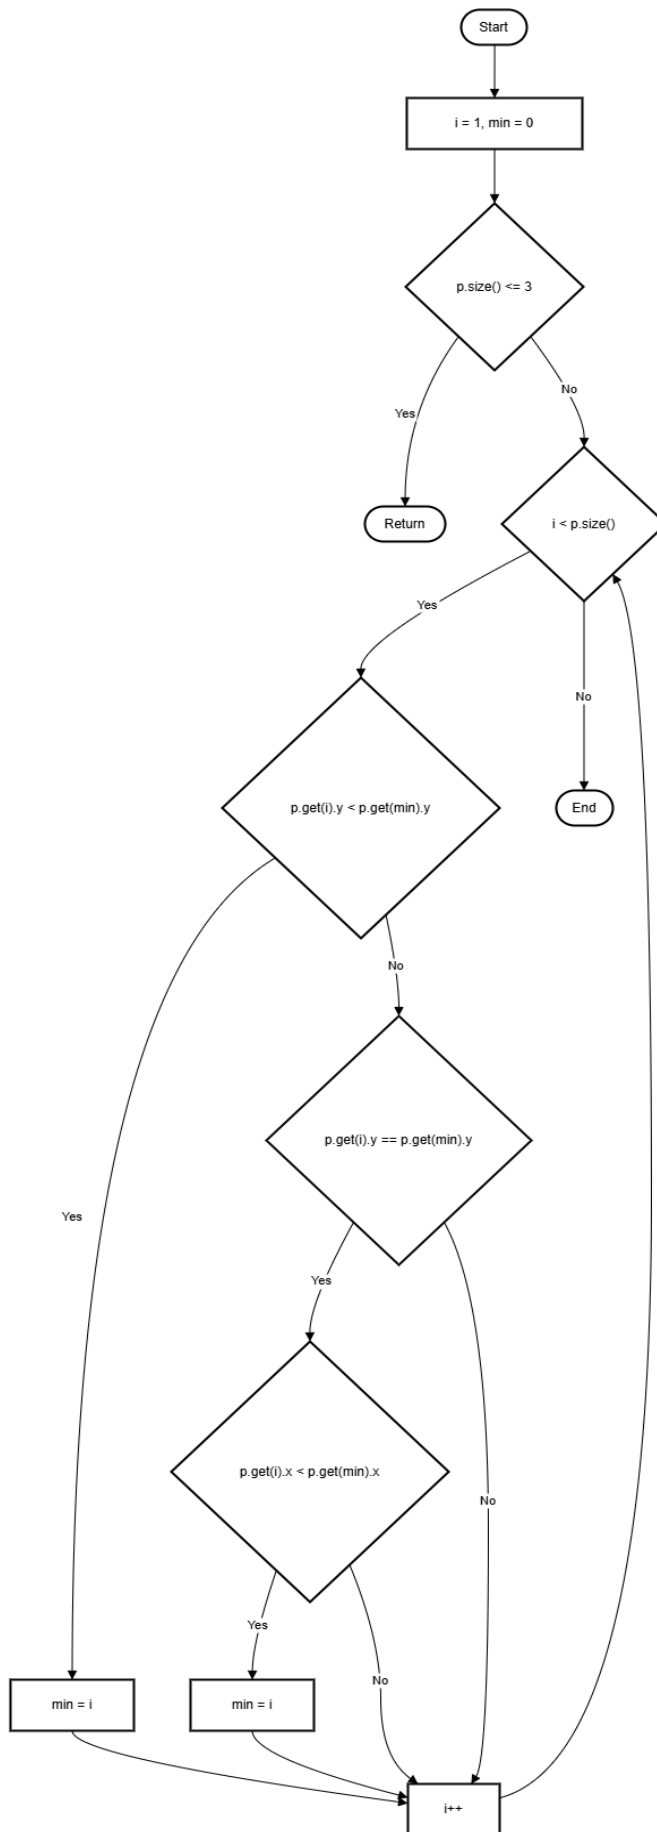 Start
i = 1, min = 0
p.size() <= 3
No
Yes
Return
i < p.size()
Yes
No
p.get(i).y < p.get(min).y
End
No
p.get(i).y == p.get(min).y
Yes
Yes
p.get(i).x < p.get(min).x
No
Yes
No
min = i
min = i
i++